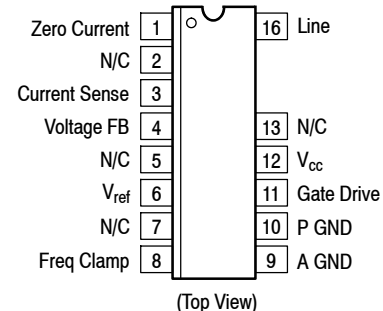 Zero Current 1 16 Line
N/C 2
Current Sense 3
Voltage FB 4 13 N/C
N/C 5 12 Vcc
Vref 6 11 Gate Drive
N/C 7 10 P GND
Freq Clamp 8 9 A GND
(Top View)